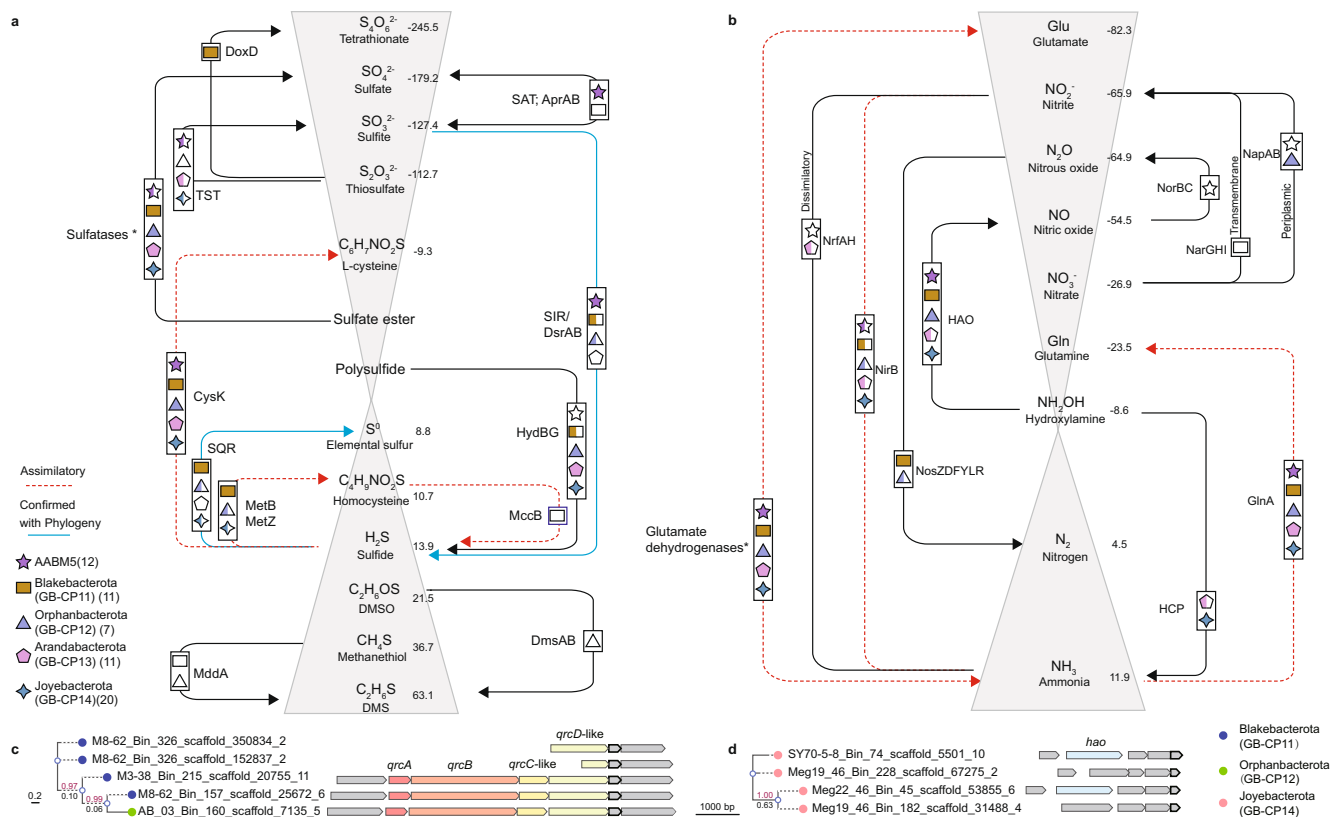 a
S₄O₆²⁻ -245.5
Tetrathionate
DoxD
SO₄²⁻ -179.2
Sulfate
SAT; AprAB
SO₃²⁻ -127.4
Sulfite
S₂O₃²⁻ -112.7
Thiosulfate
TST
Sulfatases *
C₆H₇NO₂S -9.3
L-cysteine
Sulfate ester
SIR/
DsrAB
Polysulfide
CysK
HydBG
S⁰ 8.8
Elemental sulfur
SQR
C₄H₉NO₂S 10.7
Homocysteine
MetB
MetZ
MccB
H₂S 13.9
Sulfide
C₂H₆OS 21.5
DMSO
DmsAB
CH₄S 36.7
Methanethiol
MddA
C₂H₆S 63.1
DMS
Assimilatory
Confirmed
with Phylogeny
AABM5(12)
Blakebacterota
(GB-CP11) (11)
Orphanbacterota
(GB-CP12) (7)
Arandabacterota
(GB-CP13) (11)
Joyebacterota
(GB-CP14)(20)
b
Glu -82.3
Glutamate
NO₂⁻ -65.9
Nitrite
N₂O -64.9
Nitrous oxide
NO -54.5
Nitric oxide
NO₃⁻ -26.9
Nitrate
Gln -23.5
Glutamine
NH₂OH -8.6
Hydroxylamine
N₂ 4.5
Nitrogen
NH₃ 11.9
Ammonia
Dissimilatory
NrfAH
NirB
HAO
NosZDFYLR
NorBC
Transmembrane
NarGHI
NapAB
Periplasmic
GlnA
HCP
Glutamate
dehydrogenases*
c
M8-62_Bin_326_scaffold_350834_2
M8-62_Bin_326_scaffold_152837_2
M3-38_Bin_215_scaffold_20755_11
M8-62_Bin_157_scaffold_25672_6
AB_03_Bin_160_scaffold_7135_5
0.97
0.10
0.99
0.06
0.2
qrcD-like
qrcA qrcB qrcC-like
1000 bp
d
SY70-5-8_Bin_74_scaffold_5501_10
Meg19_46_Bin_228_scaffold_67275_2
Meg22_46_Bin_45_scaffold_53855_6
Meg19_46_Bin_182_scaffold_31488_4
1.00
0.63
hao
Blakebacterota
(GB-CP11)
Orphanbacterota
(GB-CP12)
Joyebacterota
(GB-CP14)